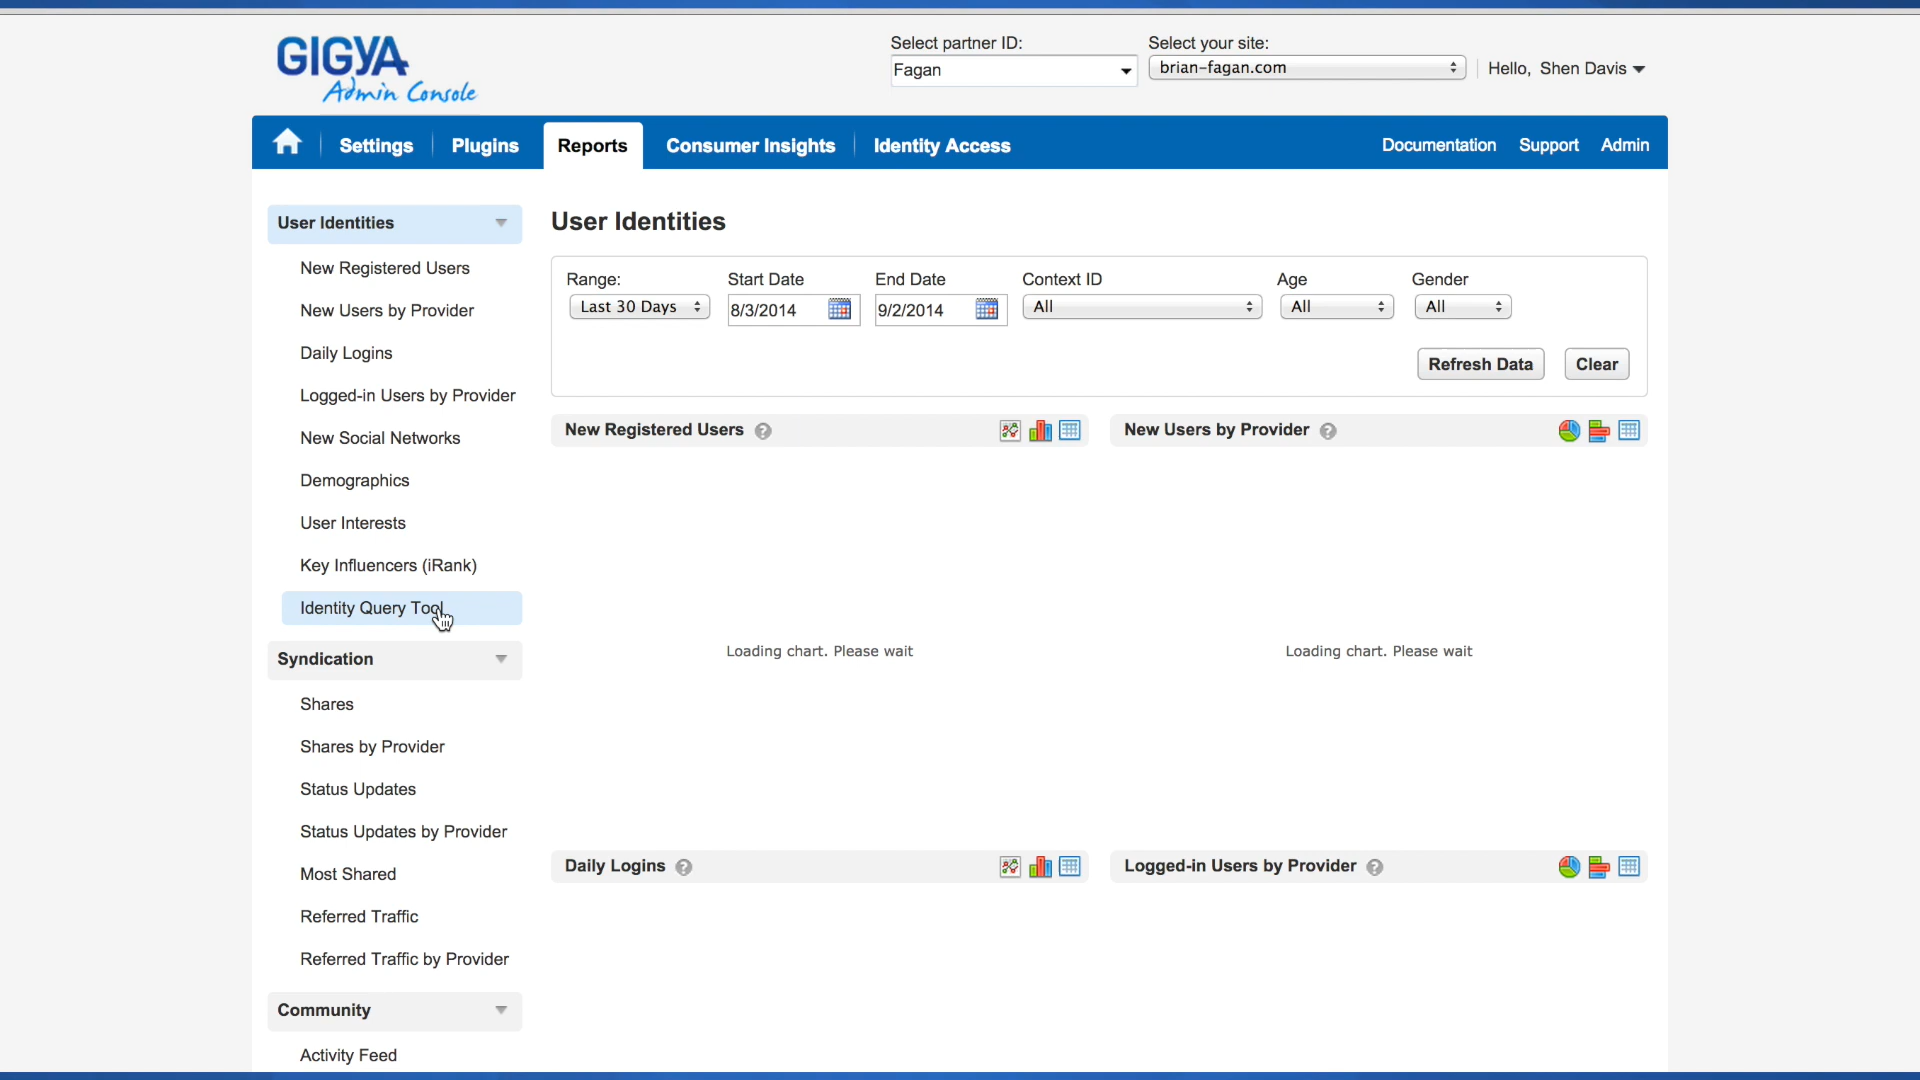 GIGYA
Admin Console
Select partner ID:
Fagan
Select your site:
brian-fagan.com
Hello, Shen Davis
Settings
Plugins
Reports
Consumer Insights
Identity Access
Documentation
Support
Admin
User Identities
New Registered Users
New Users by Provider
Daily Logins
Logged-in Users by Provider
New Social Networks
Demographics
User Interests
Key Influencers (iRank)
Identity Query Tool
Syndication
Shares
Shares by Provider
Status Updates
Status Updates by Provider
Most Shared
Referred Traffic
Referred Traffic by Provider
Community
Activity Feed
User Identities
Range:
Last 30 Days
Start Date
8/3/2014
End Date
9/2/2014
Context ID
All
Age
All
Gender
All
Refresh Data
Clear
New Registered Users ?
New Users by Provider ?
Loading chart. Please wait
Loading chart. Please wait
Daily Logins ?
Logged-in Users by Provider ?